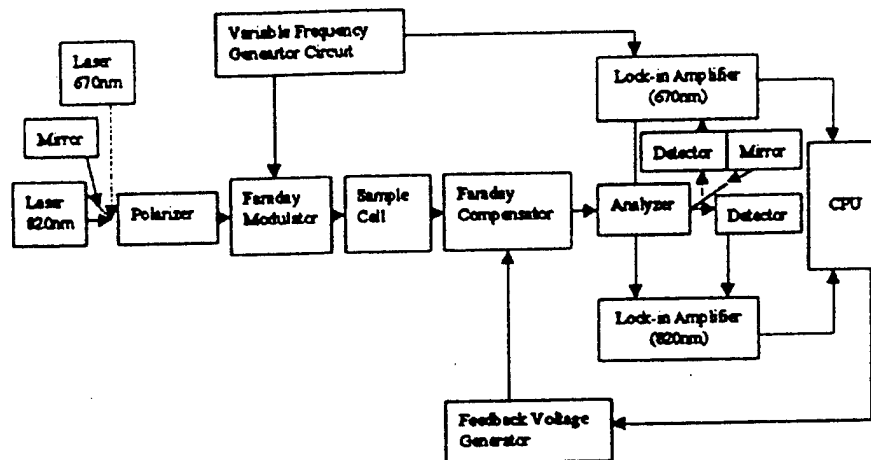 Variable Frequency
Geneartor Circuit
Laser
670nm
Lock-in Amplifier
(670nm)
Mirror
Detector
Mirror
Laser
820nm
Polarizer
Faraday
Modulator
Sample
Cell
Faraday
Compensator
Analyzer
Detector
CPU
Lock-in Amplifier
(820nm)
Feedback Voltage
Generator